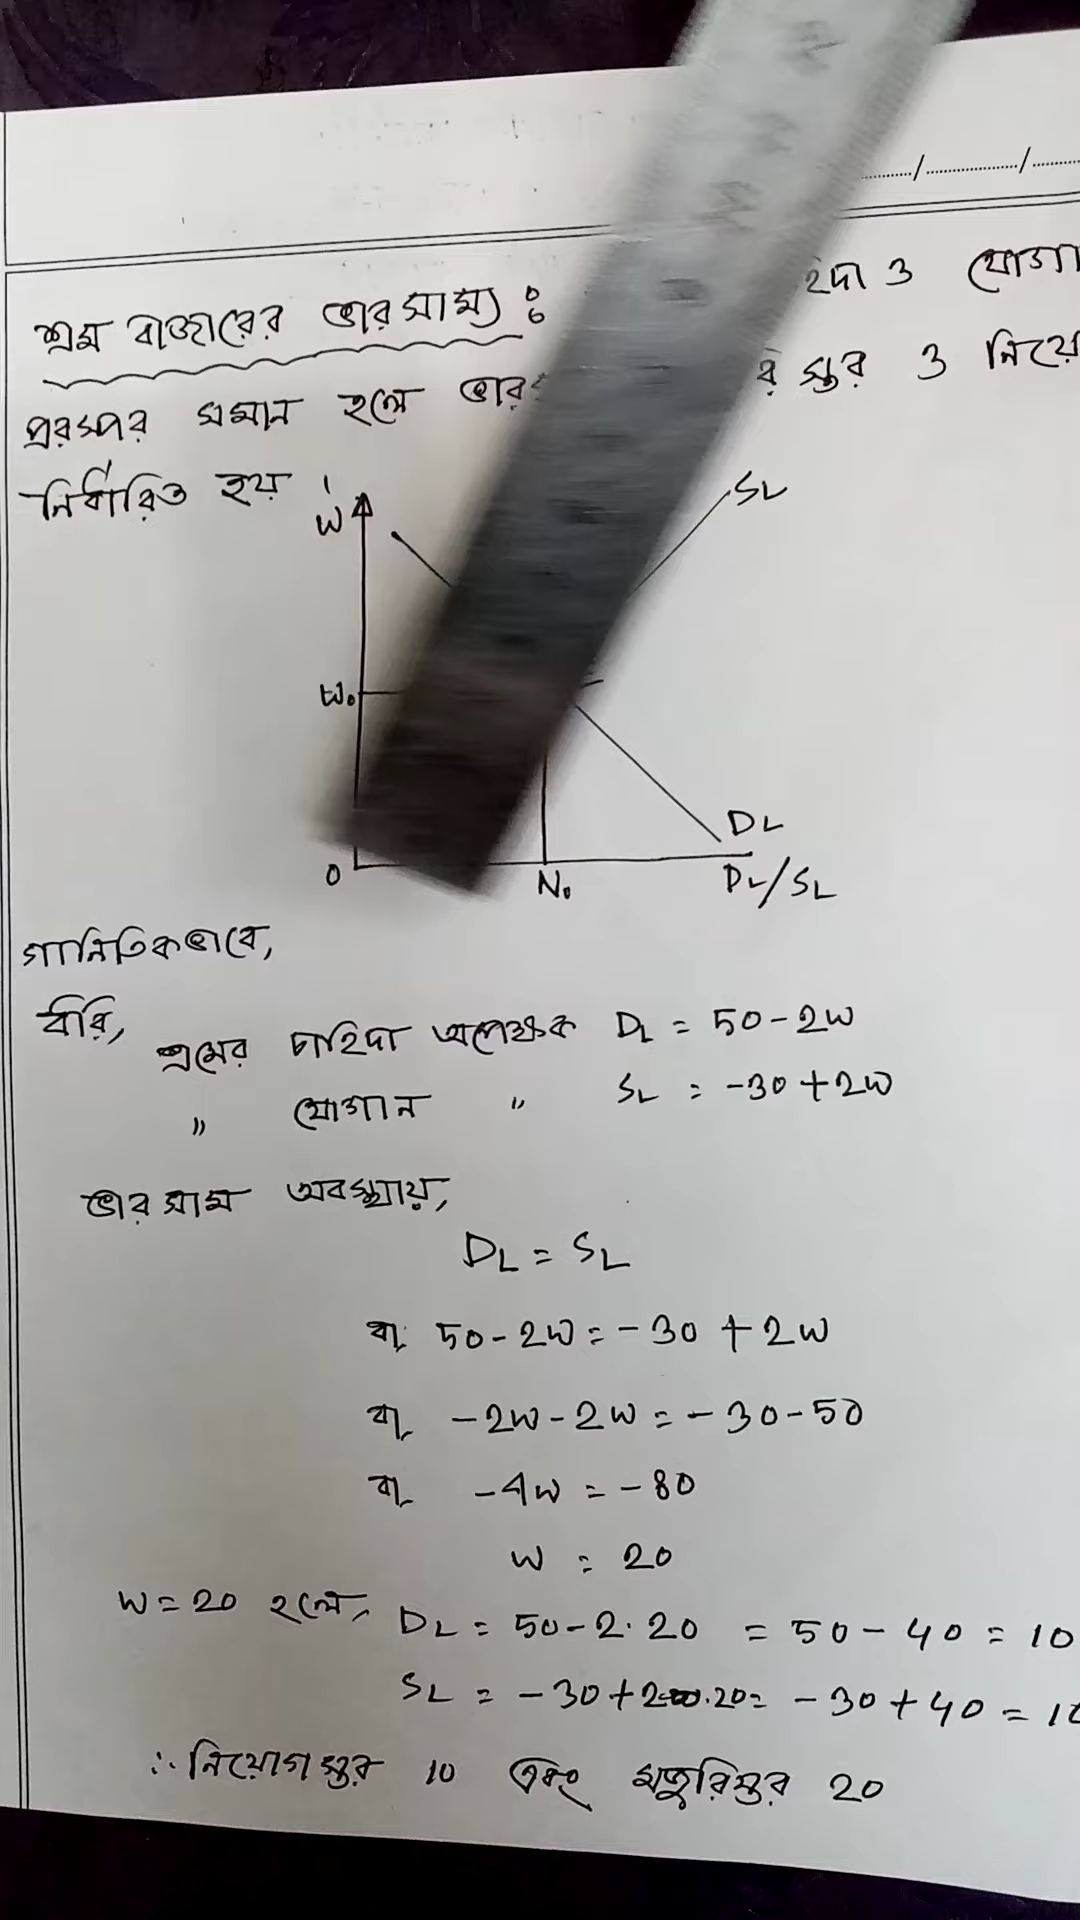 শ্রম বাজারের ভারসাম্য ঃ ও
প্ররস্পর সমান হলে স্তর ও
নির্ধারিত হয়।
W
SL
W₀
DL
O N₀ DL/SL
গানিতিকভাবে,
ধরি,
শ্রমের চাহিদা অপেক্ষক DL = 50 - 2W
" যোগান " SL = -30 + 2W
ভারসাম অবস্থায়,
DL = SL
বা, 50 - 2W = - 30 + 2W
বা, - 2W - 2W = - 30 - 50
বা, - 4W = - 80
W = 20
W = 20 হলে, DL = 50 - 2. 20 = 50 - 40 = 10
SL = - 30 + 2.20 = - 30 + 40 = 10
∴ নিয়োগস্তর 10 এবং মজুরিস্তর 20